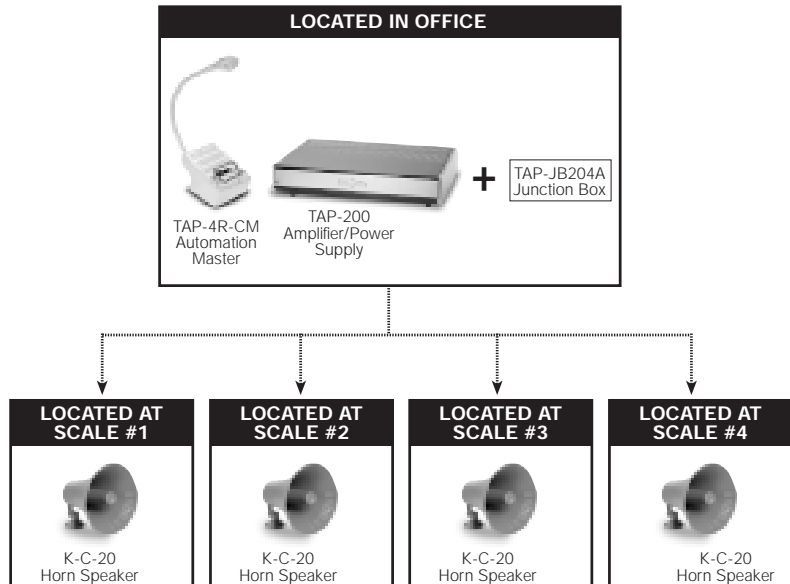 LOCATED IN OFFICE
TAP-4R-CM
Automation
Master
TAP-200
Amplifier/Power
Supply
+
TAP-JB204A
Junction Box
LOCATED AT
SCALE #1
K-C-20
Horn Speaker
LOCATED AT
SCALE #2
K-C-20
Horn Speaker
LOCATED AT
SCALE #3
K-C-20
Horn Speaker
LOCATED AT
SCALE #4
K-C-20
Horn Speaker